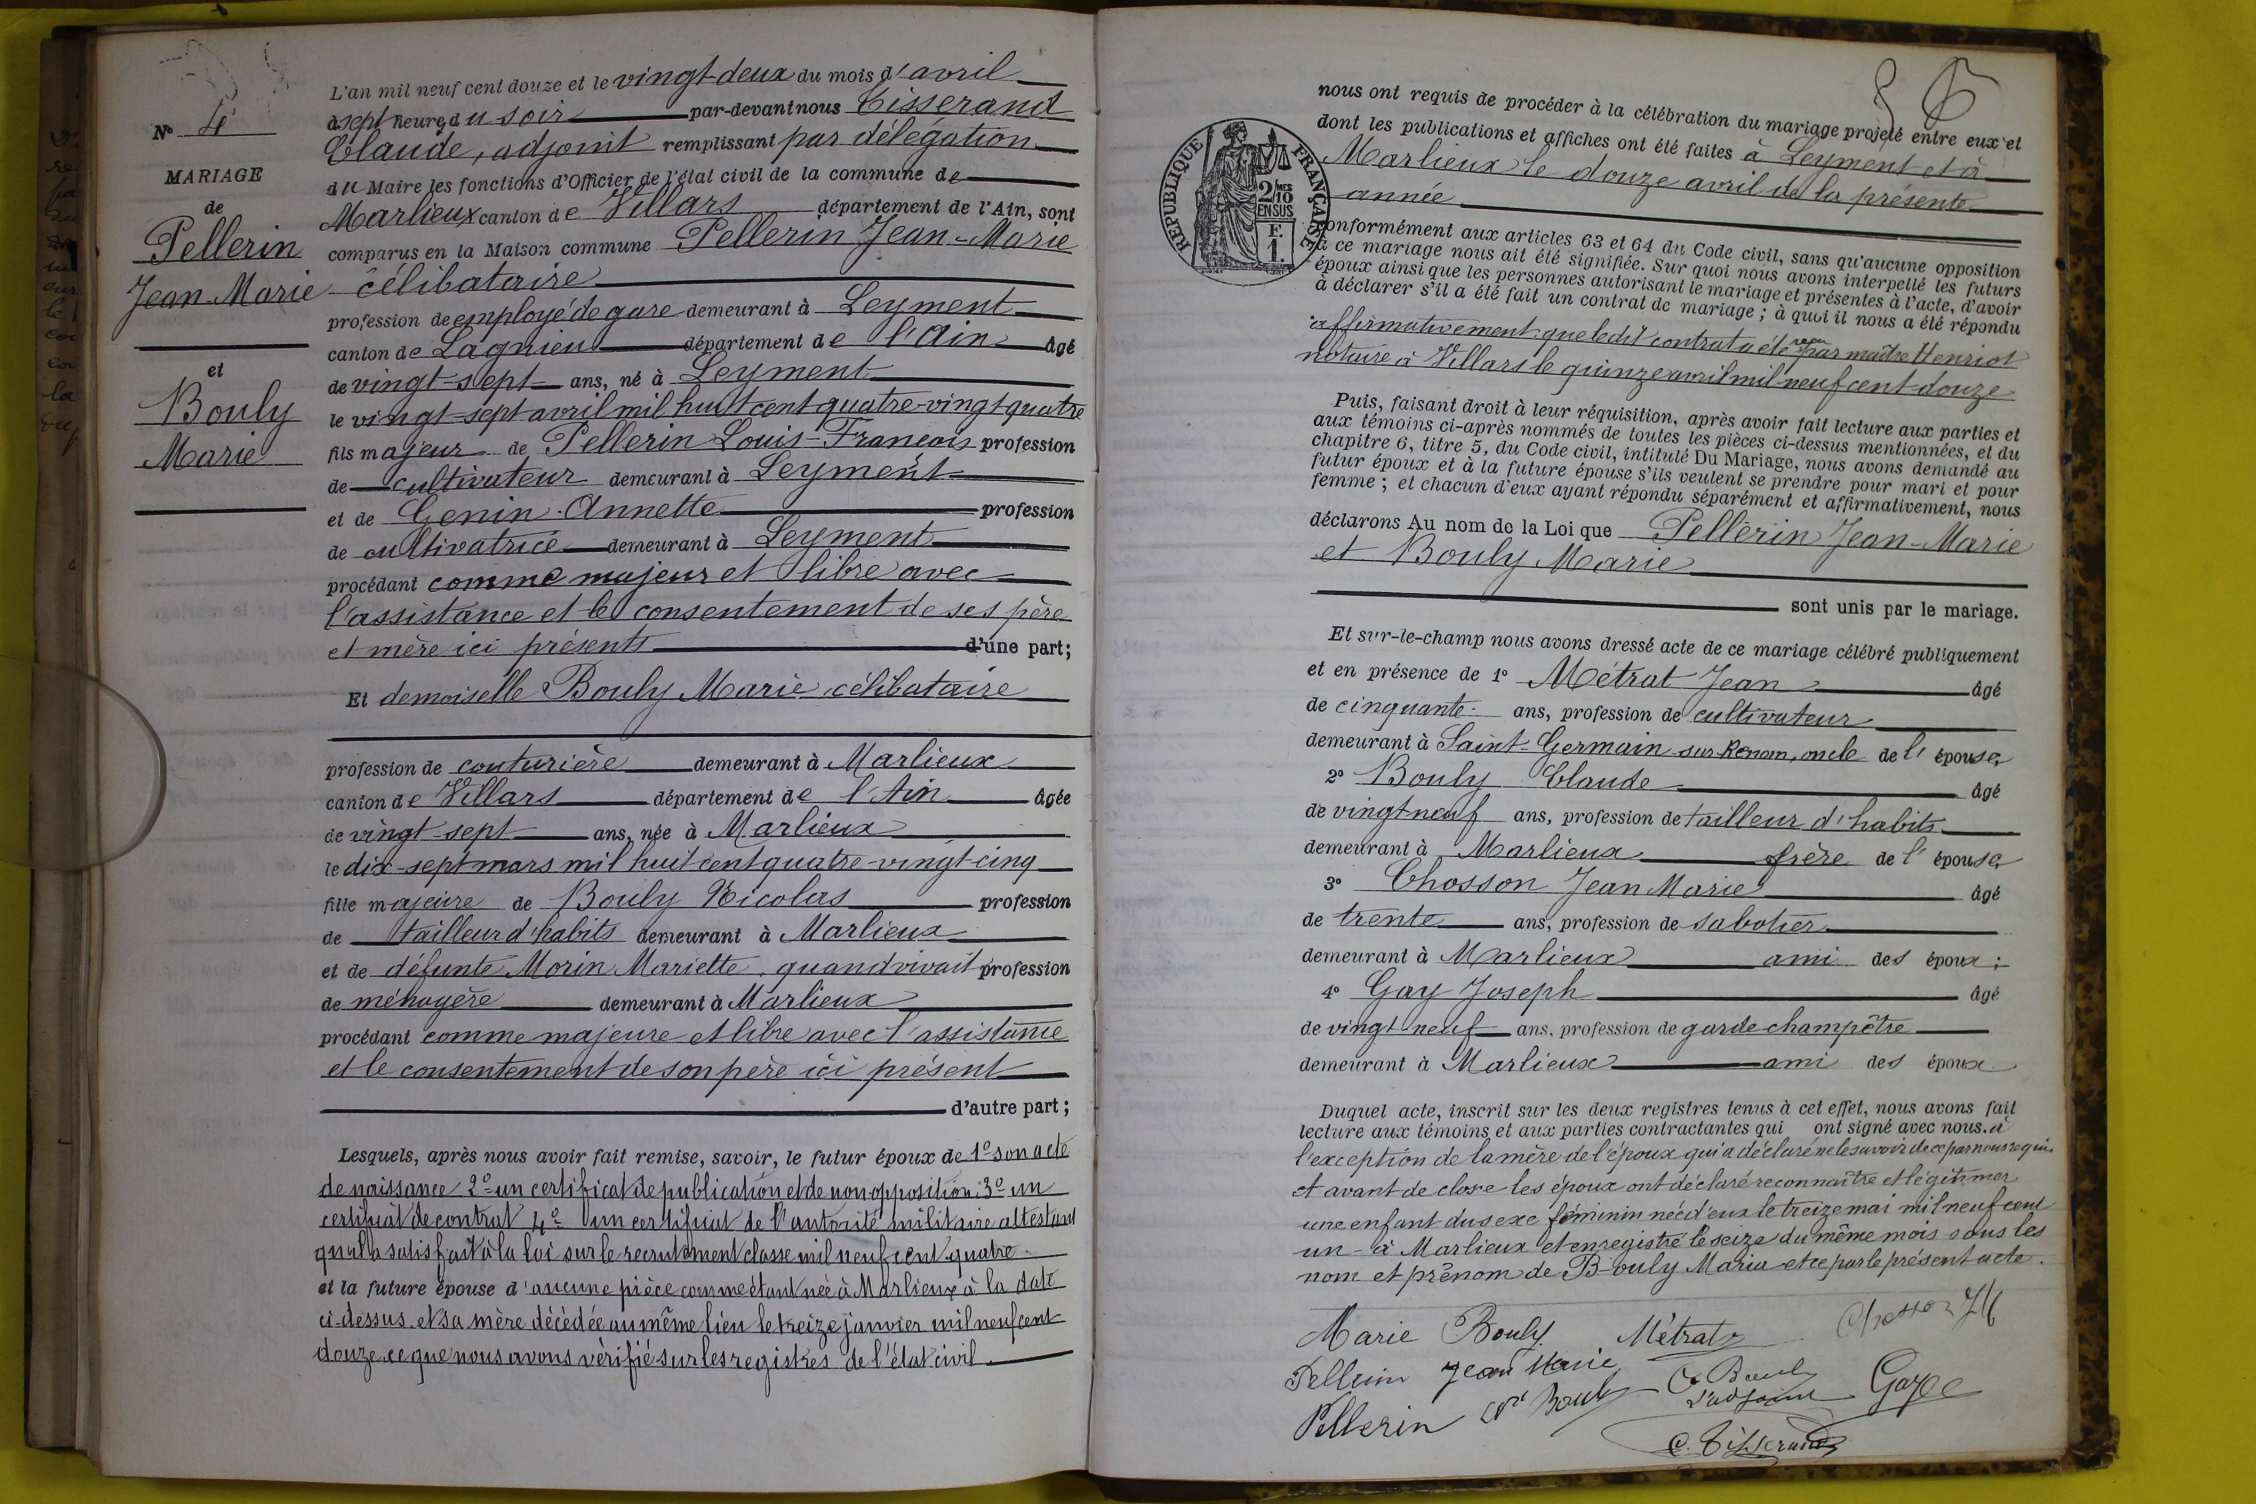 L'an mil neuf cent douze et le vingt-deux du mois d'avril
à sept heures du soir par-devant nous Tisserand
N° 4
Claude, adjoint remplissant par délégation
du Maire les fonctions d'Officier de l'état civil de la commune de
Marlieux canton de Villars département de l'Ain, sont
comparus en la Maison commune Pellerin Jean-Marie
célibataire
profession de employé de gare demeurant à Leyment
canton de Lagnieu département de l'Ain âgé
de vingt-sept ans, né à Leyment
le vingt-sept avril mil huit cent quatre-vingt quatre
fils majeur de Pellerin Louis-François profession
de cultivateur demeurant à Leyment
et de Genin Annette profession
de cultivatrice demeurant à Leyment
procédant comme majeur et libre avec
l'assistance et le consentement de ses père
et mère ici présents d'une part;
Et demoiselle Bouly Marie célibataire
profession de couturière demeurant à Marlieux
canton de Villars département de l'Ain âgée
de vingt-sept ans, née à Marlieux
le dix-sept mars mil huit cent quatre-vingt-cinq
fille majeure de Bouly Nicolas profession
de tailleur d'habits demeurant à Marlieux
et de défunte Morin Mariette, quand vivait profession
de ménagère demeurant à Marlieux
procédant comme majeure et libre avec l'assistance
et le consentement de son père ici présent
d'autre part;
Lesquels, après nous avoir fait remise, savoir, le futur époux de 1° son acte
de naissance 2° un certificat de publication et de non-opposition; 3° un
certificat de contrat 4° un certificat de l'autorité militaire attestant
qu'il a satisfait à la loi sur le recrutement classe mil neuf cent quatre
et la future épouse d'aucune pièce comme étant née à Marlieux à la date
ci-dessus et sa mère décédée au même lieu le treize janvier mil neuf cent
douze ce que nous avons vérifié sur les registres de l'état civil.
MARIAGE
de
Pellerin
Jean-Marie
et
Bouly
Marie
nous ont requis de procéder à la célébration du mariage projeté entre eux et
dont les publications et affiches ont été faites à Leyment et à
Marlieux le douze avril de la présente
année
RÉPUBLIQUE FRANÇAISE
2/10 MES
EN SUS
F.
1.
conformément aux articles 63 et 64 du Code civil, sans qu'aucune opposition
à ce mariage nous ait été signifiée. Sur quoi nous avons interpellé les futurs
époux ainsi que les personnes autorisant le mariage et présentes à l'acte, d'avoir
à déclarer s'il a été fait un contrat de mariage; à quoi il nous a été répondu
affirmativement que ledit contrat a été reçu par maître Henriot
notaire à Villars le quinze avril mil neuf cent douze
Puis, faisant droit à leur réquisition, après avoir fait lecture aux parties et
aux témoins ci-après nommés de toutes les pièces ci-dessus mentionnées, et du
chapitre 6, titre 5, du Code civil, intitulé Du Mariage, nous avons demandé au
futur époux et à la future épouse s'ils veulent se prendre pour mari et pour
femme; et chacun d'eux ayant répondu séparément et affirmativement, nous
déclarons Au nom de la Loi que Pellerin Jean-Marie
et Bouly Marie
sont unis par le mariage.
Et sur-le-champ nous avons dressé acte de ce mariage célébré publiquement
et en présence de 1° Métrat Jean âgé
de cinquante ans, profession de cultivateur
demeurant à Saint-Germain sur Renom, oncle de l'épouse,
2° Bouly Claude âgé
de vingt neuf ans, profession de tailleur d'habits
demeurant à Marlieux frère de l'épouse,
3° Chosson Jean Marie âgé
de trente ans, profession de sabotier
demeurant à Marlieux ami des époux;
4° Gay Joseph âgé
de vingt neuf ans, profession de garde-champêtre
demeurant à Marlieux ami des époux
Duquel acte, inscrit sur les deux registres tenus à cet effet, nous avons fait
lecture aux témoins et aux parties contractantes qui ont signé avec nous. à
l'exception de la mère de l'époux qui a déclaré ne le savoir de ce par nous requis
et avant de clore les époux ont déclaré reconnaître et légitimer
une enfant du sexe féminin née d'eux le treize mai mil neuf cent
un à Marlieux et enregistré le seize du même mois sous les
nom et prénom de Bouly Maria et ce par le présent acte.
Marie Bouly Métrat Chosson JM
Pellerin Jean Marie C. Bouly
Pellerin Ns Bouly L'adjoint Gay
C. Tisserand